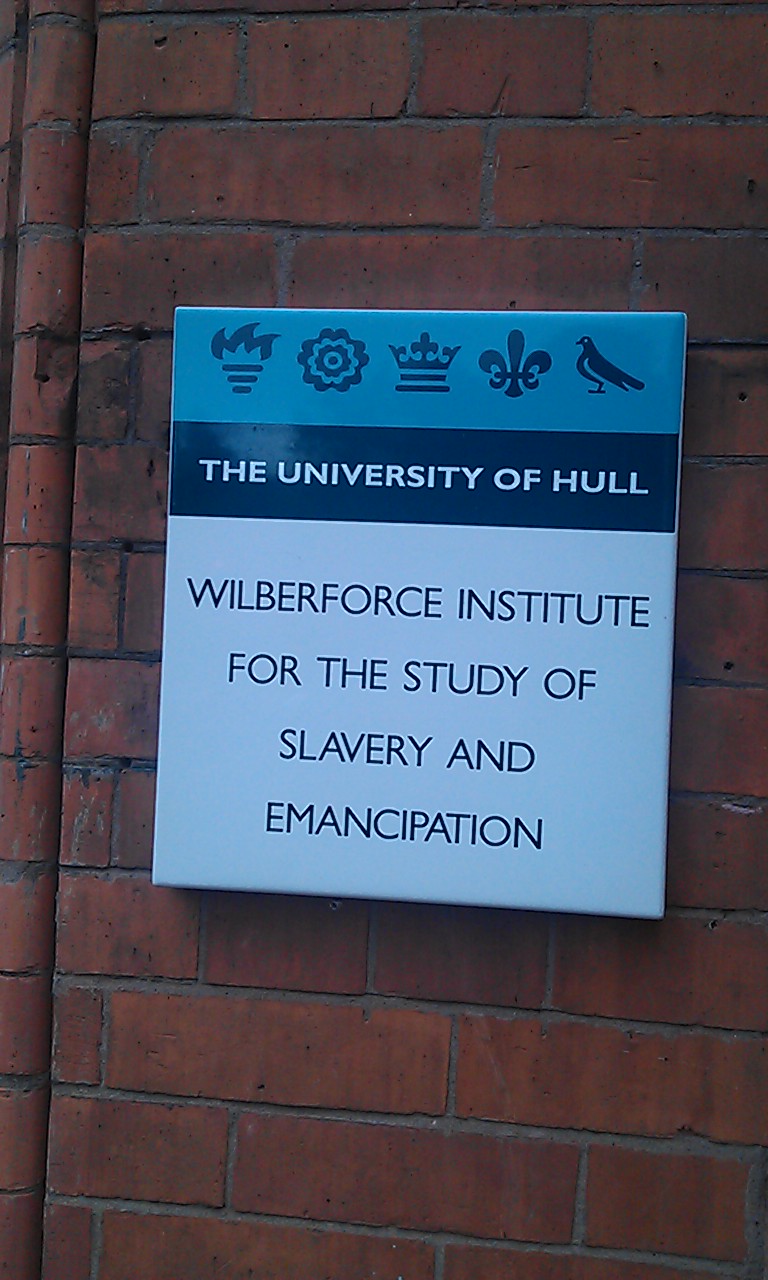 THE UNIVERSITY OF HULL
WILBERFORCE INSTITUTE
FOR THE STUDY OF
SLAVERY AND
EMANCIPATION